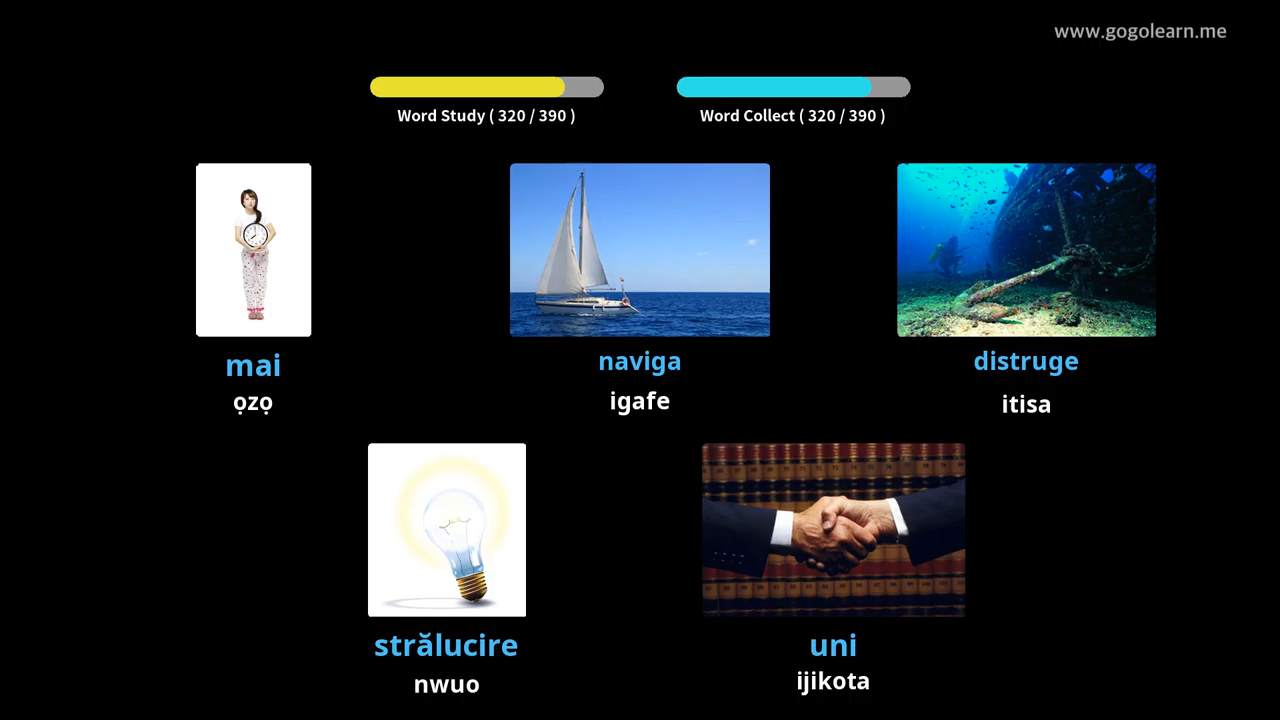 www.gogolearn.me
Word Study ( 320 / 390 )
Word Collect ( 320 / 390 )
mai
ọzọ
naviga
igafe
distruge
itisa
strălucire
nwuo
uni
ijikota